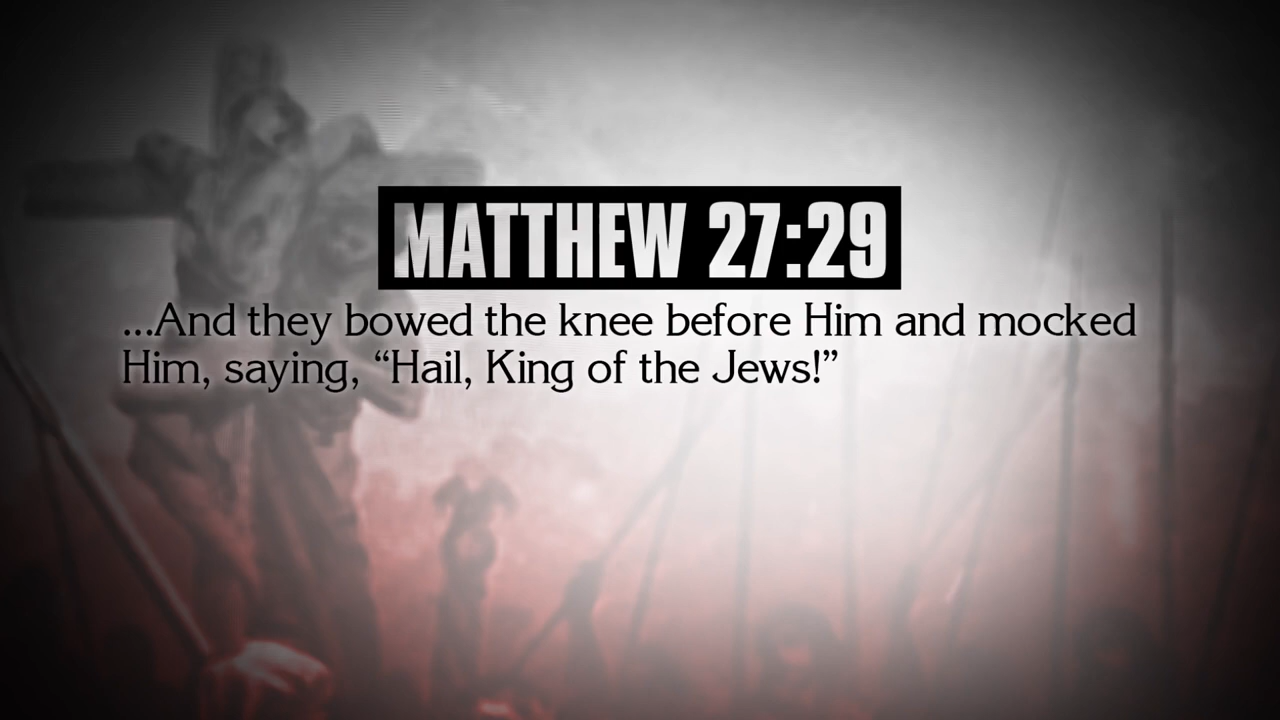 MATTHEW 27:29
...And they bowed the knee before Him and mocked
Him, saying, “Hail, King of the Jews!”